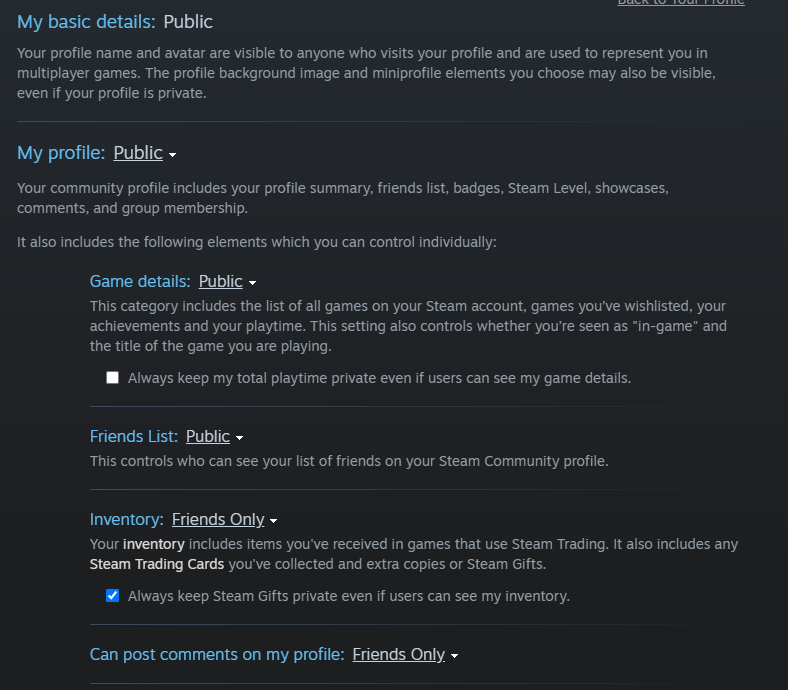 Back to Your Profile
My basic details: Public
Your profile name and avatar are visible to anyone who visits your profile and are used to represent you in
multiplayer games. The profile background image and miniprofile elements you choose may also be visible,
even if your profile is private.
My profile: Public
Your community profile includes your profile summary, friends list, badges, Steam Level, showcases,
comments, and group membership.
It also includes the following elements which you can control individually:
Game details: Public
This category includes the list of all games on your Steam account, games you've wishlisted, your
achievements and your playtime. This setting also controls whether you're seen as "in-game" and
the title of the game you are playing.
Always keep my total playtime private even if users can see my game details.
Friends List: Public
This controls who can see your list of friends on your Steam Community profile.
Inventory: Friends Only
Your inventory includes items you've received in games that use Steam Trading. It also includes any
Steam Trading Cards you've collected and extra copies or Steam Gifts.
Always keep Steam Gifts private even if users can see my inventory.
Can post comments on my profile: Friends Only